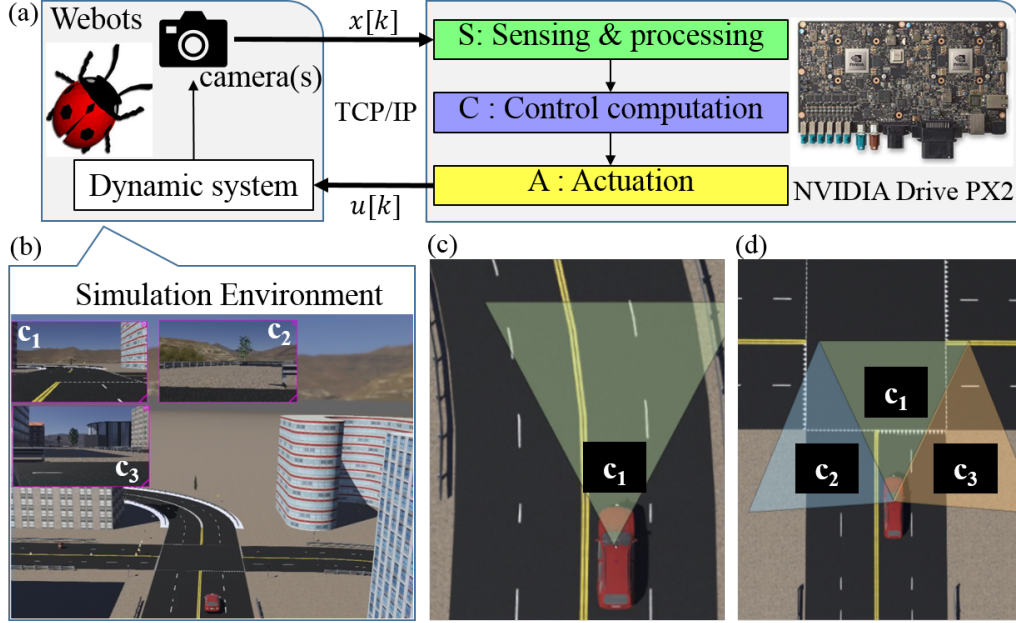 (a)
Webots
camera(s)
Dynamic system
x[k]
TCP/IP
u[k]
S: Sensing & processing
C : Control computation
A : Actuation
NVIDIA Drive PX2
(b)
Simulation Environment
c1
c2
c3
(c)
c1
(d)
c1
c2
c3